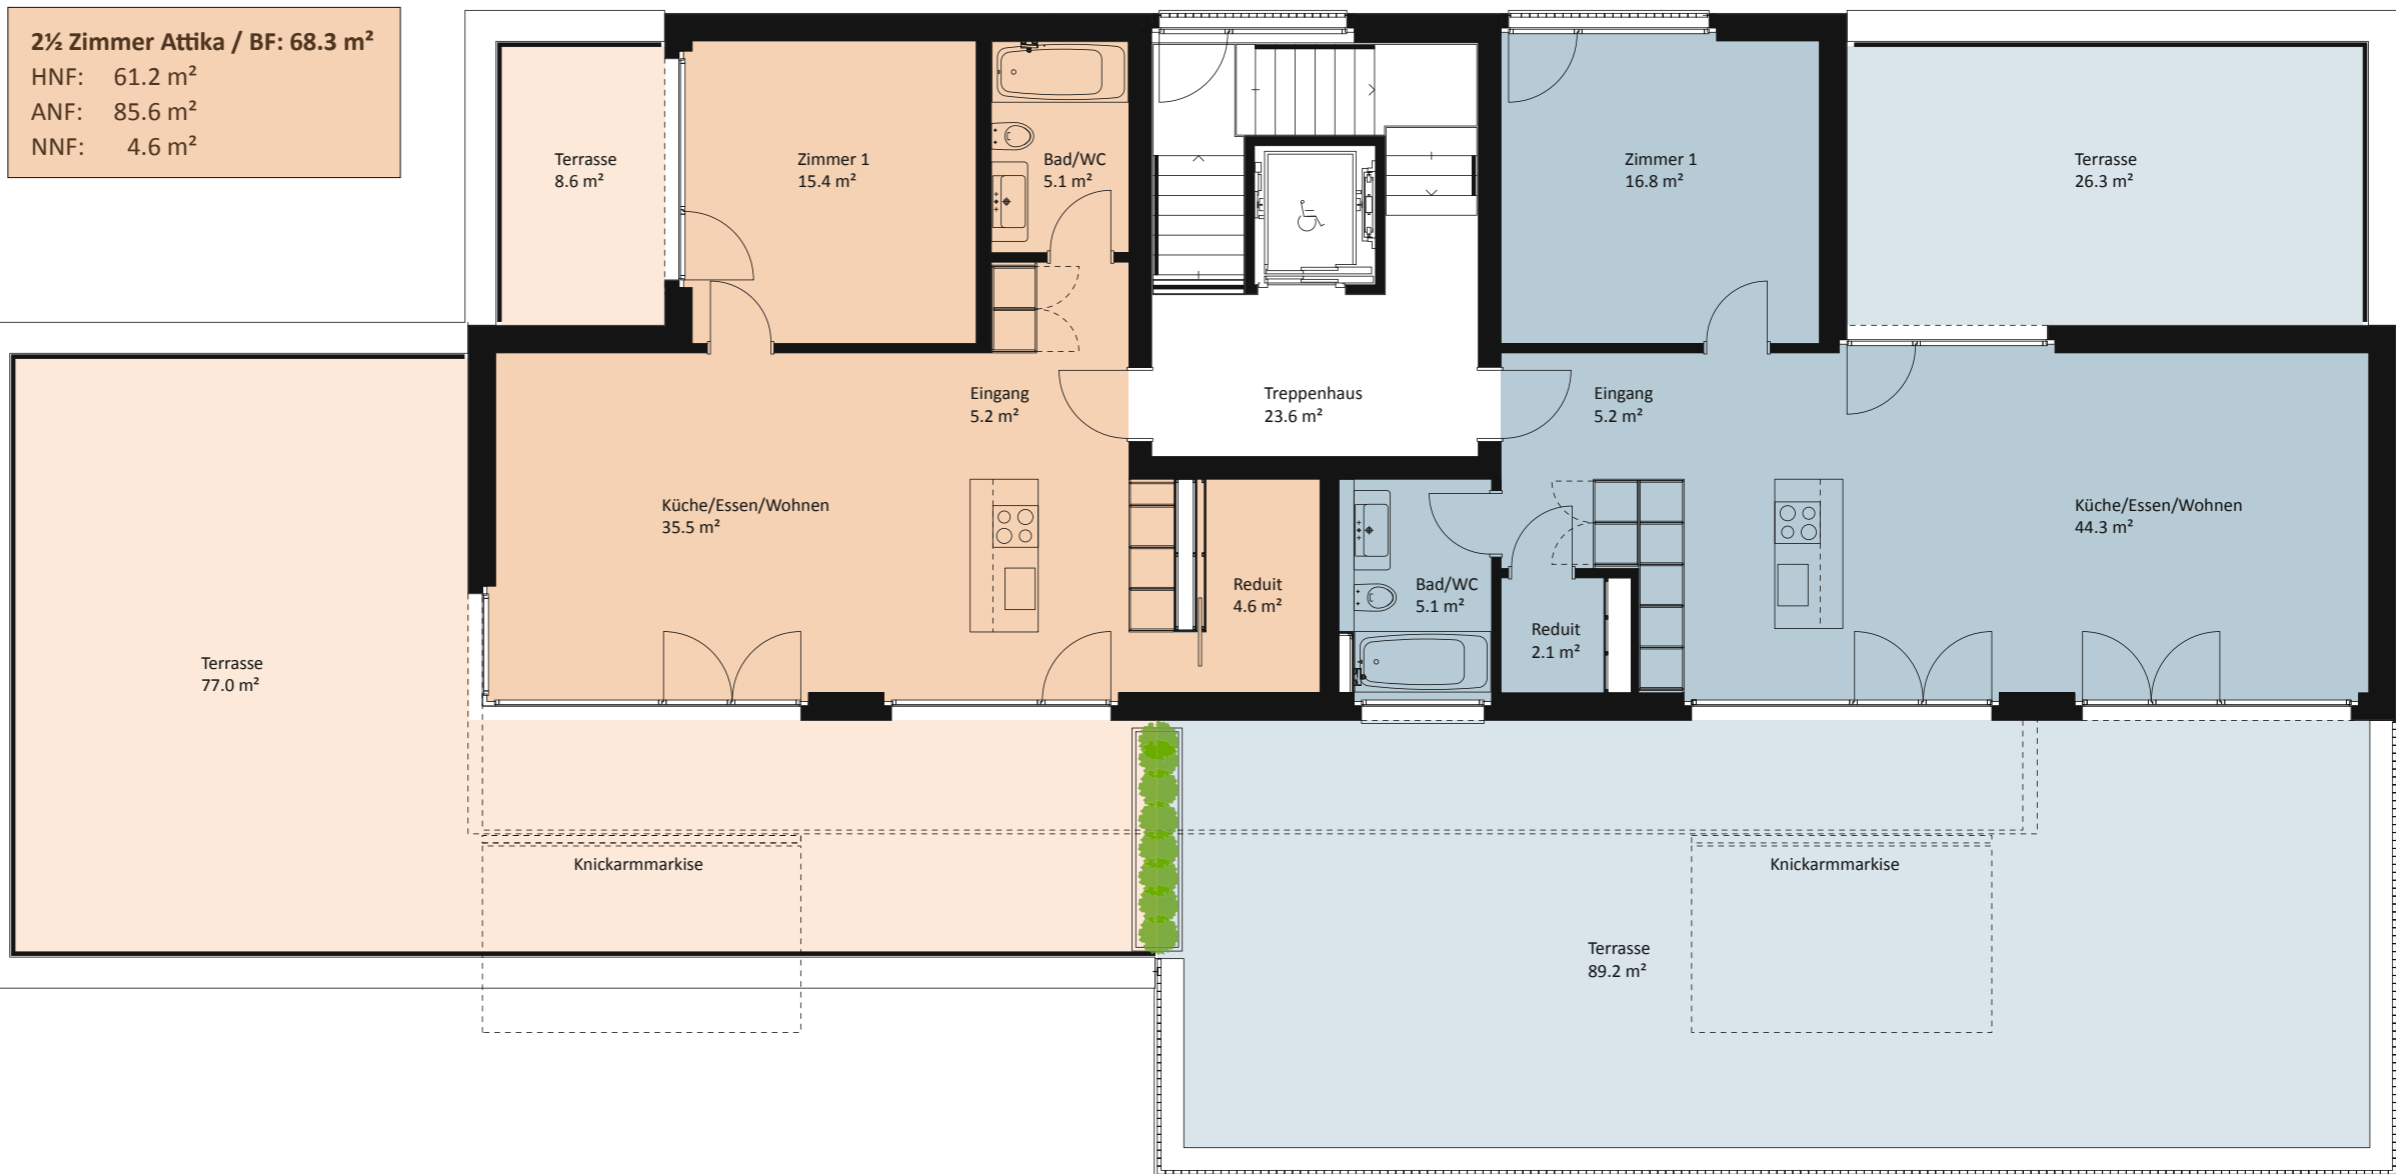 2½ Zimmer Attika / BF: 68.3 m²
HNF: 61.2 m²
ANF: 85.6 m²
NNF: 4.6 m²
Terrasse
8.6 m²
Zimmer 1
15.4 m²
Bad/WC
5.1 m²
Zimmer 1
16.8 m²
Terrasse
26.3 m²
Eingang
5.2 m²
Treppenhaus
23.6 m²
Eingang
5.2 m²
Küche/Essen/Wohnen
35.5 m²
Küche/Essen/Wohnen
44.3 m²
Reduit
4.6 m²
Bad/WC
5.1 m²
Reduit
2.1 m²
Terrasse
77.0 m²
Knickarmmarkise
Knickarmmarkise
Terrasse
89.2 m²